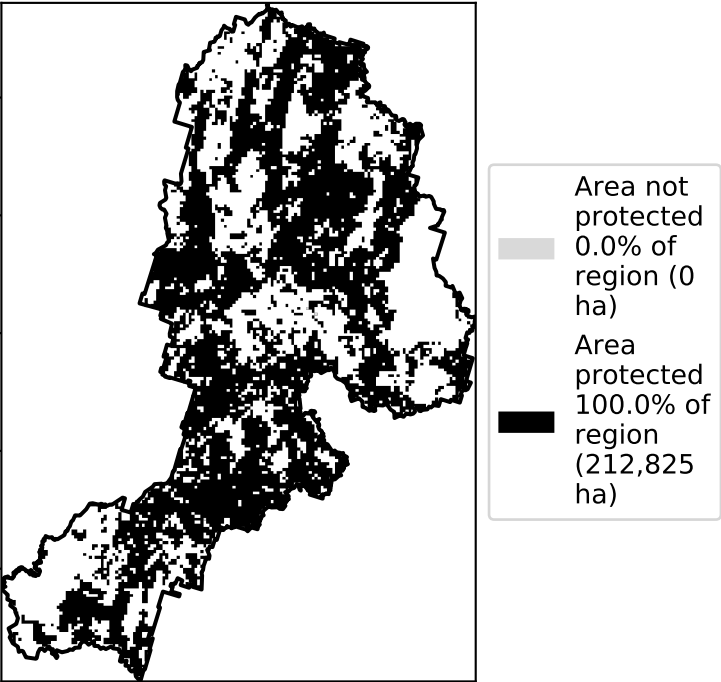 Area not
protected
0.0% of
region (0
ha)
Area
protected
100.0% of
region
(212,825
ha)